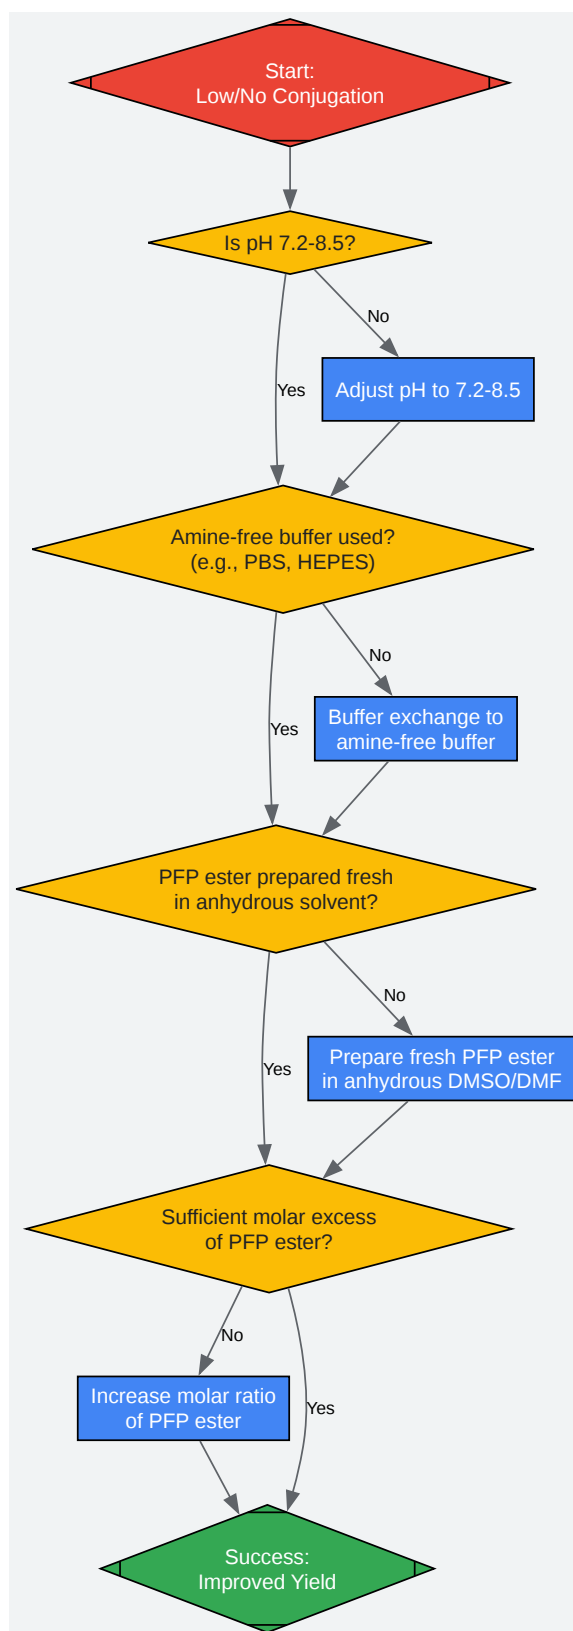 Start:
Low/No Conjugation
Is pH 7.2-8.5?
No
Yes
Adjust pH to 7.2-8.5
Amine-free buffer used?
(e.g., PBS, HEPES)
No
Yes
Buffer exchange to
amine-free buffer
PFP ester prepared fresh
in anhydrous solvent?
No
Yes
Prepare fresh PFP ester
in anhydrous DMSO/DMF
Sufficient molar excess
of PFP ester?
No
Yes
Increase molar ratio
of PFP ester
Success:
Improved Yield